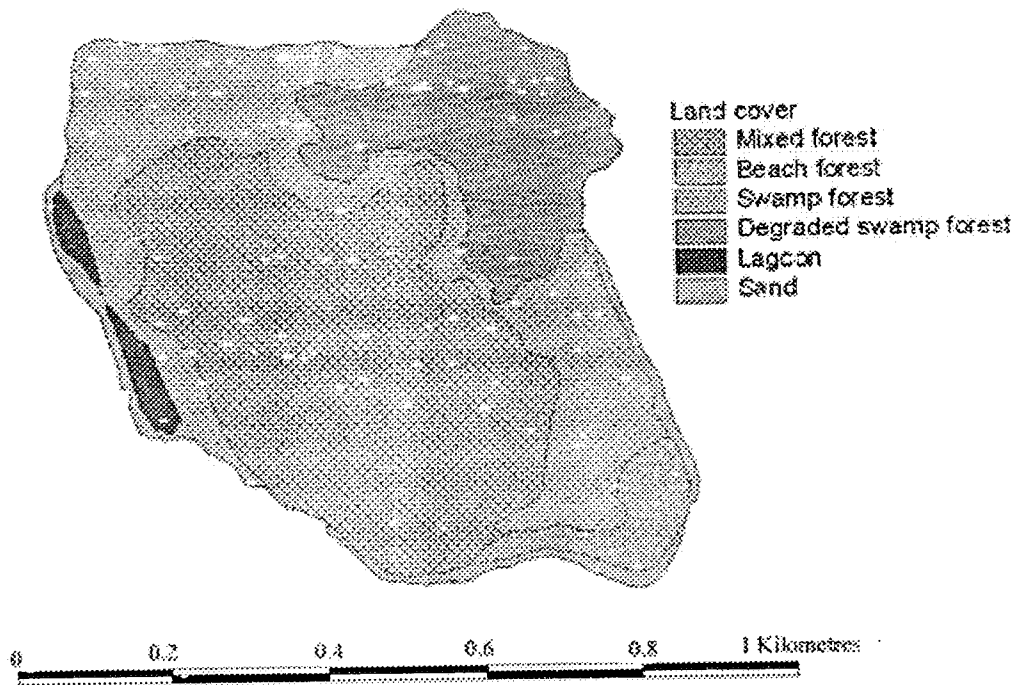 Land cover
Mixed forest
Beach forest
Swamp forest
Degraded swamp forest
Lagoon
Sand
0 0.2 0.4 0.6 0.8 1 Kilometres